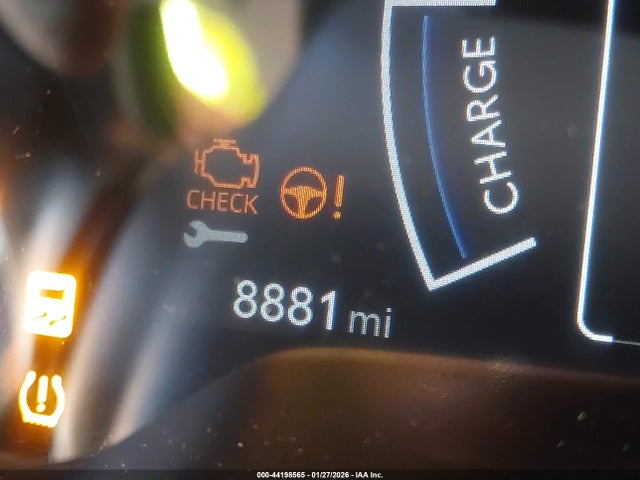 CHARGE
CHECK
!
8881 mi
!
000-44198565 - 01/27/2026 - IAA Inc.